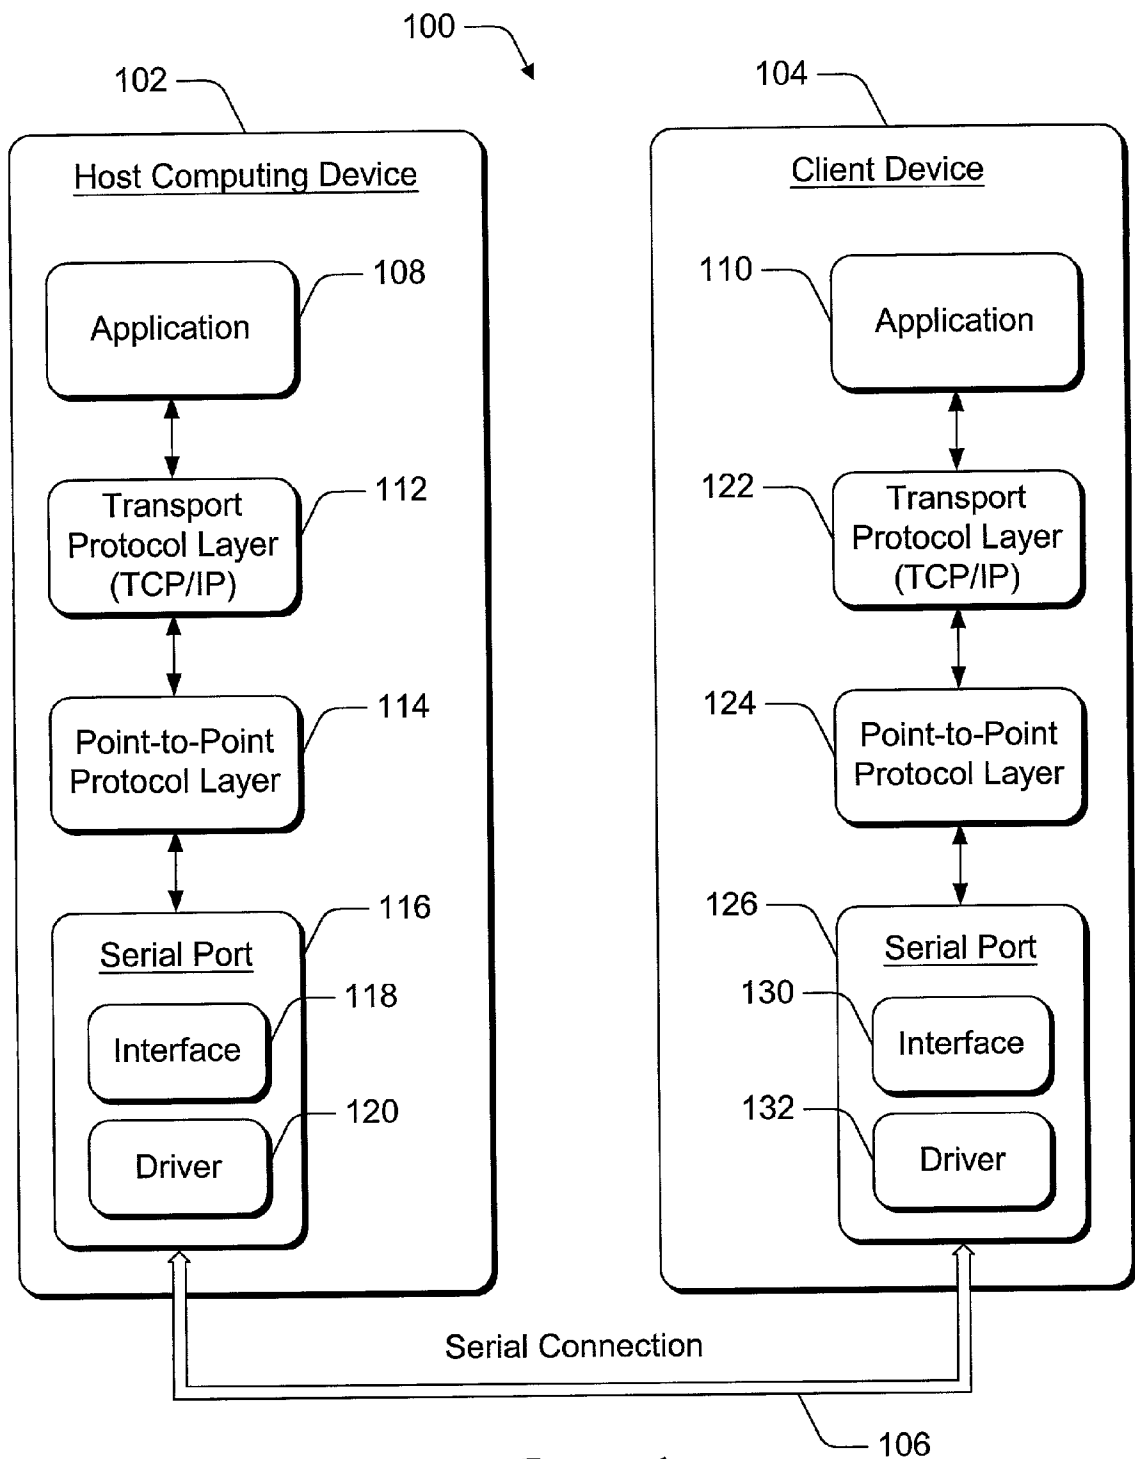 100
102
104
Host Computing Device
Client Device
108
Application
110
Application
112
Transport
Protocol Layer
(TCP/IP)
122
Transport
Protocol Layer
(TCP/IP)
114
Point-to-Point
Protocol Layer
124
Point-to-Point
Protocol Layer
116
Serial Port
118
Interface
120
Driver
126
Serial Port
130
Interface
132
Driver
Serial Connection
106